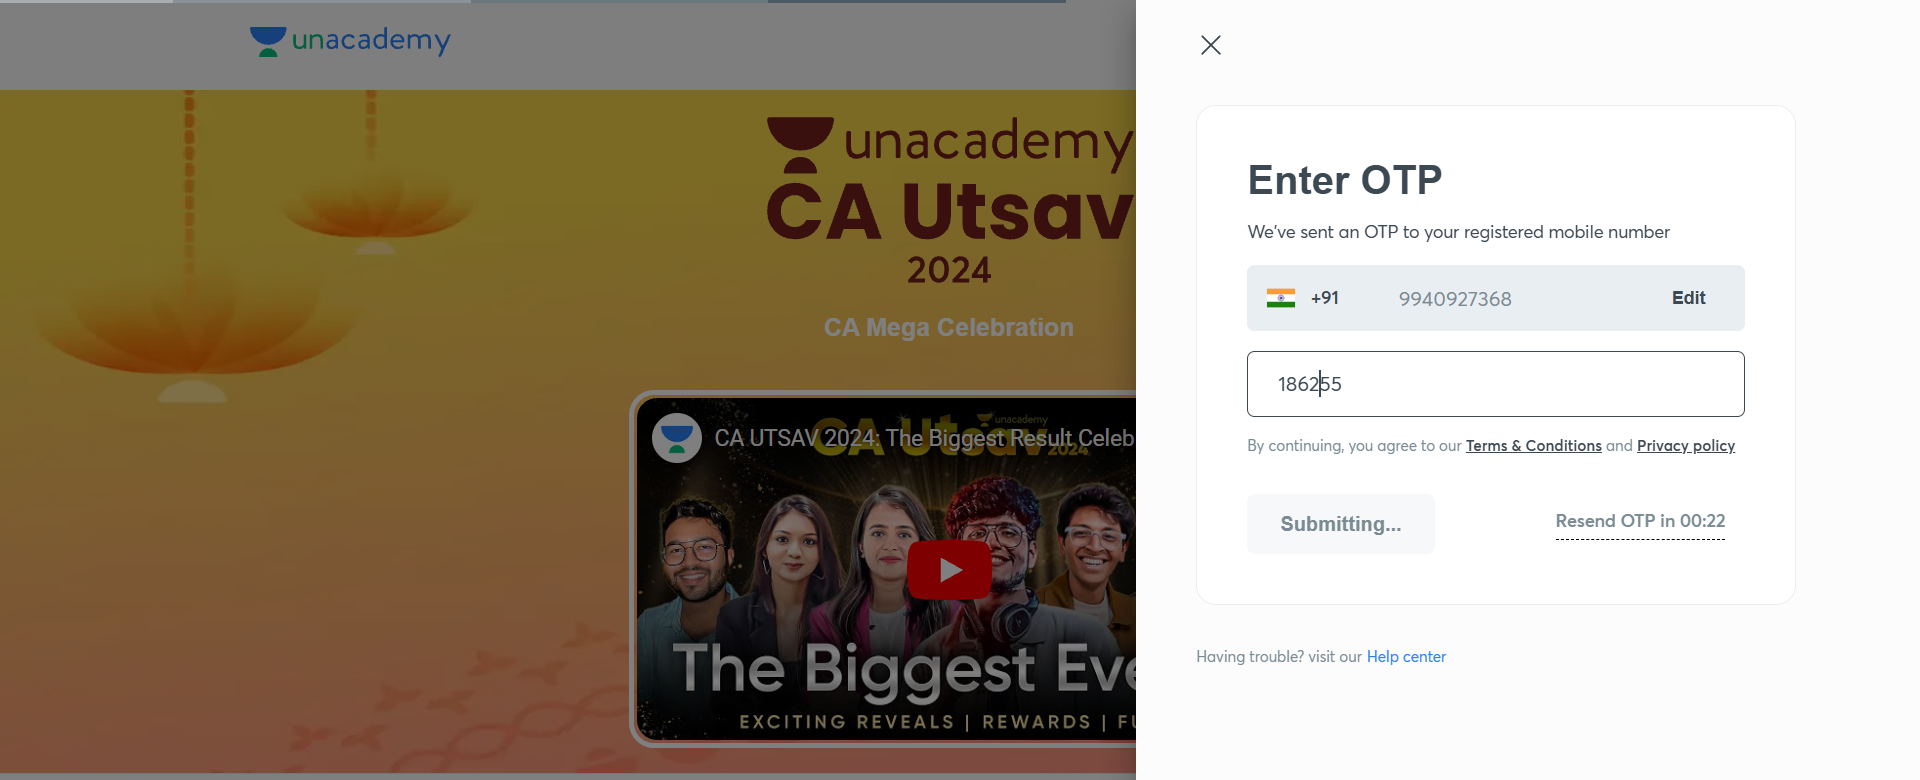 unacademy
unacademy
CA Utsav
2024
CA Mega Celebration
CA UTSAV 2024: The Biggest Result Celeb
unacademy
CA Utsav
2024
The Biggest Eve
EXCITING REVEALS | REWARDS | FU
Enter OTP
We've sent an OTP to your registered mobile number
+91 9940927368 Edit
186255
By continuing, you agree to our Terms & Conditions and Privacy policy
Submitting... Resend OTP in 00:22
Having trouble? visit our Help center